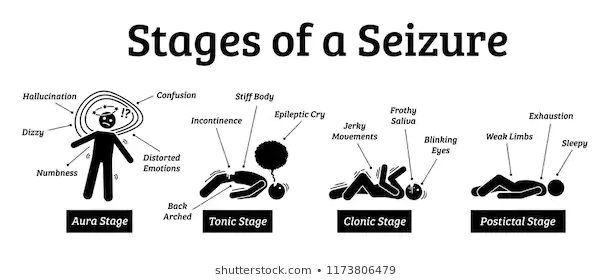 Stages of a Seizure
Hallucination
Confusion
!?
Dizzy
Numbness
Distorted
Emotions
Aura Stage
Stiff Body
Incontinence
Epileptic Cry
Back
Arched
Tonic Stage
Frothy
Saliva
Jerky
Movements
Blinking
Eyes
Clonic Stage
Exhaustion
Weak Limbs
Sleepy
Postictal Stage
shutterstock.com • 1173806479